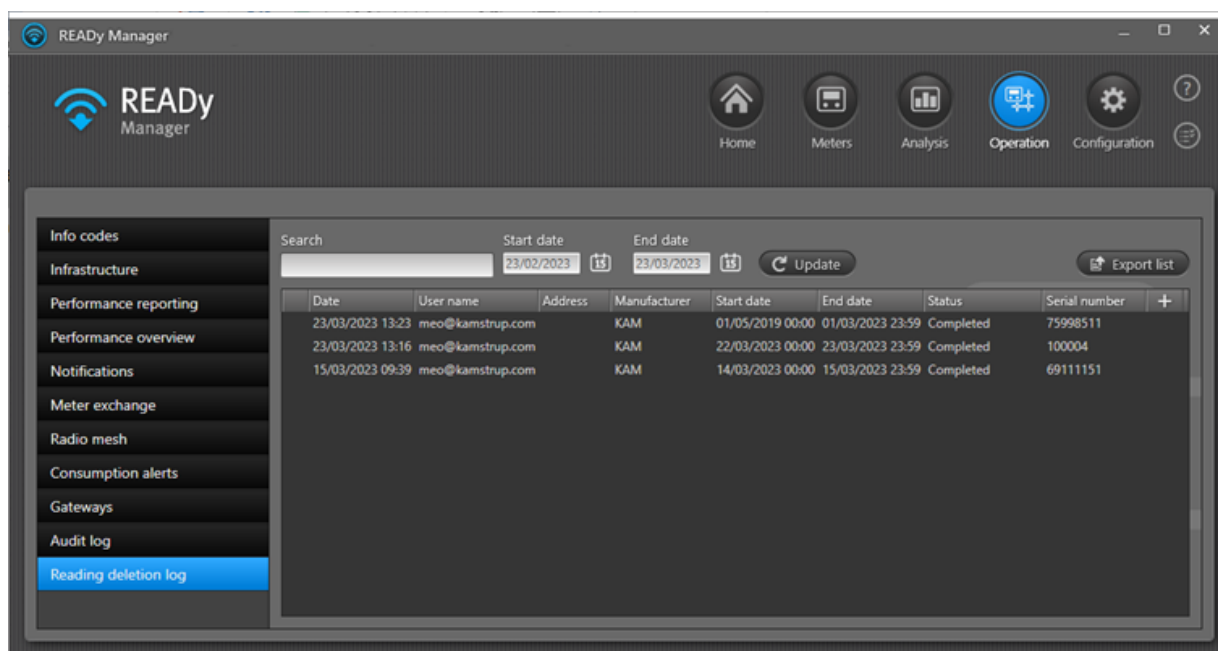 READy Manager
READy
Manager
Home Meters Analysis Operation Configuration
?
Info codes
Infrastructure
Performance reporting
Performance overview
Notifications
Meter exchange
Radio mesh
Consumption alerts
Gateways
Audit log
Reading deletion log
Search Start date End date
23/02/2023 15 23/03/2023 15 Update Export list
Date User name Address Manufacturer Start date End date Status Serial number +
23/03/2023 13:23 meo@kamstrup.com KAM 01/05/2019 00:00 01/03/2023 23:59 Completed 75998511
23/03/2023 13:16 meo@kamstrup.com KAM 22/03/2023 00:00 23/03/2023 23:59 Completed 100004
15/03/2023 09:39 meo@kamstrup.com KAM 14/03/2023 00:00 15/03/2023 23:59 Completed 69111151